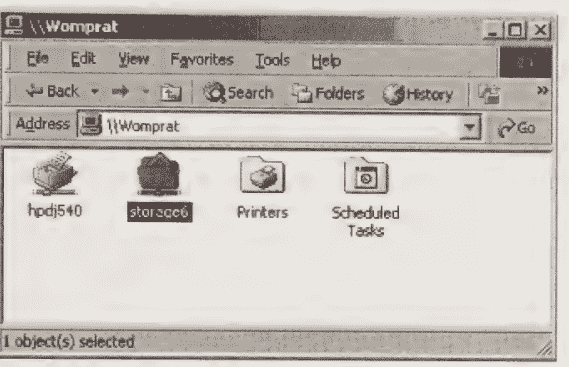 \\Womprat
File Edit View Favorites Tools Help
Back Search Folders History »
Address \\Womprat Go
hpdj540 storage6 Printers Scheduled
Tasks
1 object(s) selected